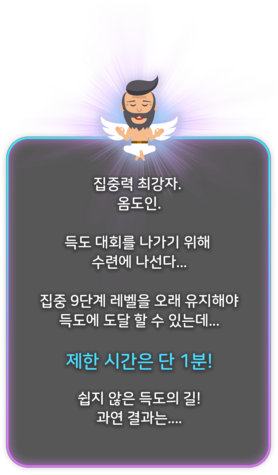 집중력 최강자.
옴도인.
득도 대회를 나가기 위해
수련에 나선다...
집중 9단계 레벨을 오래 유지해야
득도에 도달 할 수 있는데...
제한 시간은 단 1분!
쉽지 않은 득도의 길!
과연 결과는....